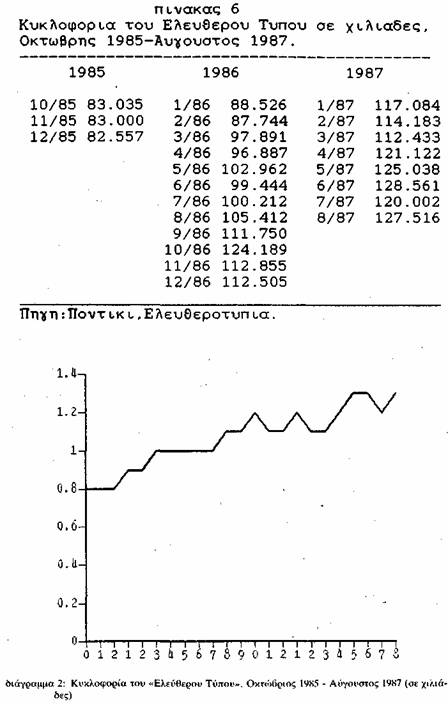 πινακας 6
Κυκλοφορια του Ελευθερου Τυπου σε χιλιαδες,
Οκτωβρης 1985-Αυγουστος 1987.
1985 1986 1987
10/85 83.035 1/86 88.526 1/87 117.084
11/85 83.000 2/86 87.744 2/87 114.183
12/85 82.557 3/86 97.891 3/87 112.433
4/86 96.887 4/87 121.122
5/86 102.962 5/87 125.038
6/86 99.444 6/87 128.561
7/86 100.212 7/87 120.002
8/86 105.412 8/87 127.516
9/86 111.750
10/86 124.189
11/86 112.855
12/86 112.505
Πηγη:Ποντικι,Ελευθεροτυπια.
1.4
1.2
1
0.8
0.6
0.4
0.2
0
0 1 2 1 2 3 4 5 6 7 8 9 0 1 2 1 2 3 4 5 6 7 8
διάγραμμα 2: Κυκλοφορία του «Ελεύθερου Τύπου». Οκτώβριος 1985 - Αύγουστος 1987 (σε χιλιά-
δες)